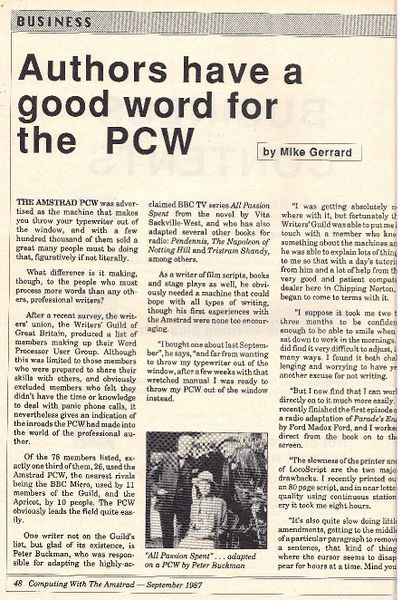 BUSINESS
Authors have a
good word for
the PCW
by Mike Gerrard
THE AMSTRAD PCW was adver-
tised as the machine that makes
you throw your typewriter out of
the window, and with a few
hundred thousand of them sold a
great many people must be doing
that, figuratively if not literally.
What difference is it making,
though, to the people who must
process more words than any oth-
ers, professional writers?
After a recent survey, the writ-
ers' union, the Writers' Guild of
Great Britain, produced a list of
members making up their Word
Processor User Group. Although
this was limited to those members
who were prepared to share their
skills with others, and obviously
excluded members who felt they
didn't have the time or knowledge
to deal with panic phone calls, it
nevertheless gives an indication of
the inroads the PCW had made into
the world of the professional au-
thor.
Of the 78 members listed, ex-
actly one third of them, 26, used the
Amstrad PCW, the nearest rivals
being the BBC Micro, used by 11
members of the Guild, and the
Apricot, by 10 people. The PCW
obviously leads the field quite eas-
ily.
One writer not on the Guild's
list, but glad of its existence, is
Peter Buckman, who was respon-
sible for adapting the highly-ac-
claimed BBC TV series All Passion
Spent from the novel by Vita
Sackville-West, and who has also
adapted several other books for
radio: Pendennis, The Napoleon of
Notting Hill and Tristram Shandy,
among others.
As a writer of film scripts, books
and stage plays as well, he obvi-
ously needed a machine that could
hope with all types of writing,
though his first experiences with
the Amstrad were none too encour-
aging.
"I bought one about last Septem-
ber", he says, "and far from wanting
to throw my typewriter out of the
window, after a few weeks with that
wretched manual I was ready to
throw my PCW out of the window
instead.
"All Passion Spent" ... adapted
on a PCW by Peter Buckman
"I was getting absolutely
where with it, but fortunately
Writers' Guild was able to put me
touch with a member who
something about the machines
he was able to explain lots of
to me so that with a day's
from him and a lot of help from
very good and patient
dealer here in Chipping Norton,
began to come to terms with it.
"I suppose it took me two
three months to be confident
enough to be able to smile when
sat down to work in the mornings.
did find it very difficult to adjust,
many ways. I found it both
lenging and worrying to have yet
another excuse for not writing.
"But I now find that I can work
directly on to it much more easily.
recently finished the first episode
a radio adaptation of Parade's
by Ford Madox Ford, and I worked
direct from the book on to the
screen.
"The slowness of the printer and
of LocoScript are the two major
drawbacks. I recently printed out
an 80 page script, and in near letter
quality using continuous station-
ery it took me eight hours.
"It's also quite slow doing little
amendments, getting to the middle
of a particular paragraph to remove
a sentence, that kind of thing
where the cursor seems to disap-
pear for hours at a time. Mind you
48 Computing With The Amstrad — September 1987